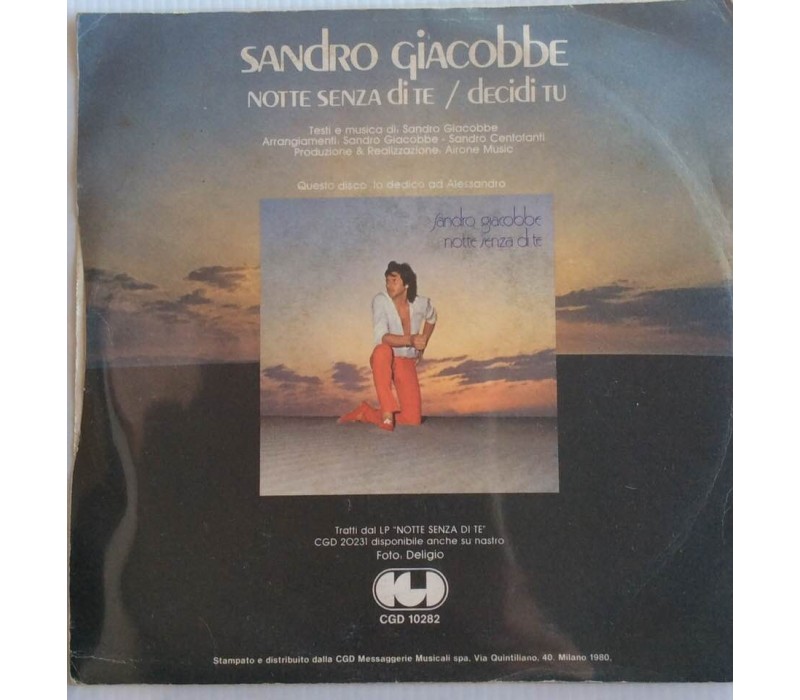 SANDRO GIACOBBE
NOTTE SENZA di TE / dECidi TU
Testi e musica di: Sandro Giacobbe
Arrangiamenti: Sandro Giacobbe - Sandro Centofanti
Produzione & Realizzazione: Airone Music
Questo disco lo dedico ad Alessandro
sandro giacobbe
notte senza di te
Tratti dal LP "NOTTE SENZA DI TE"
CGD 20231 disponibile anche su nastro
Foto: Deligio
CGD 10282
Stampato e distribuito dalla CGD Messaggerie Musicali spa. Via Quintiliano, 40. Milano 1980.